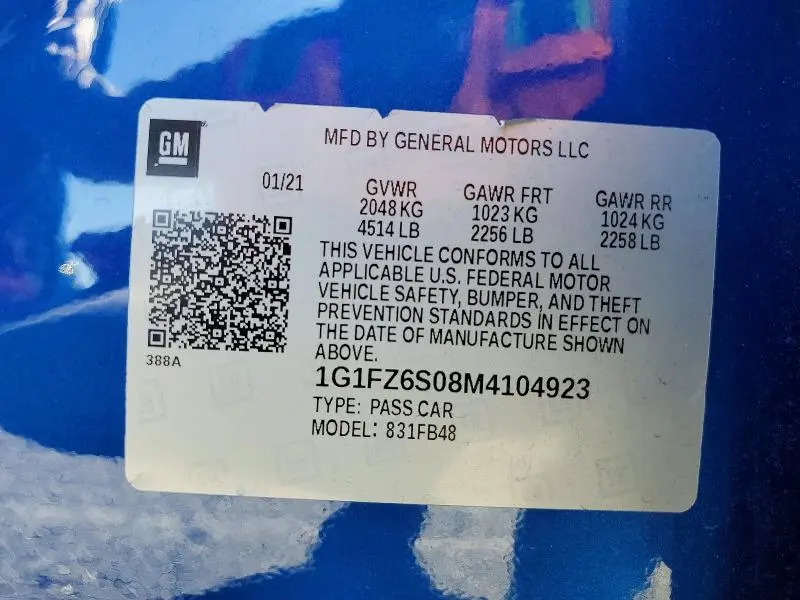 GM
MFD BY GENERAL MOTORS LLC
01/21
GVWR
2048 KG
4514 LB
GAWR FRT
1023 KG
2256 LB
GAWR RR
1024 KG
2258 LB
THIS VEHICLE CONFORMS TO ALL
APPLICABLE U.S. FEDERAL MOTOR
VEHICLE SAFETY, BUMPER, AND THEFT
PREVENTION STANDARDS IN EFFECT ON
THE DATE OF MANUFACTURE SHOWN
ABOVE.
388A
1G1FZ6S08M4104923
TYPE: PASS CAR
MODEL: 831FB48